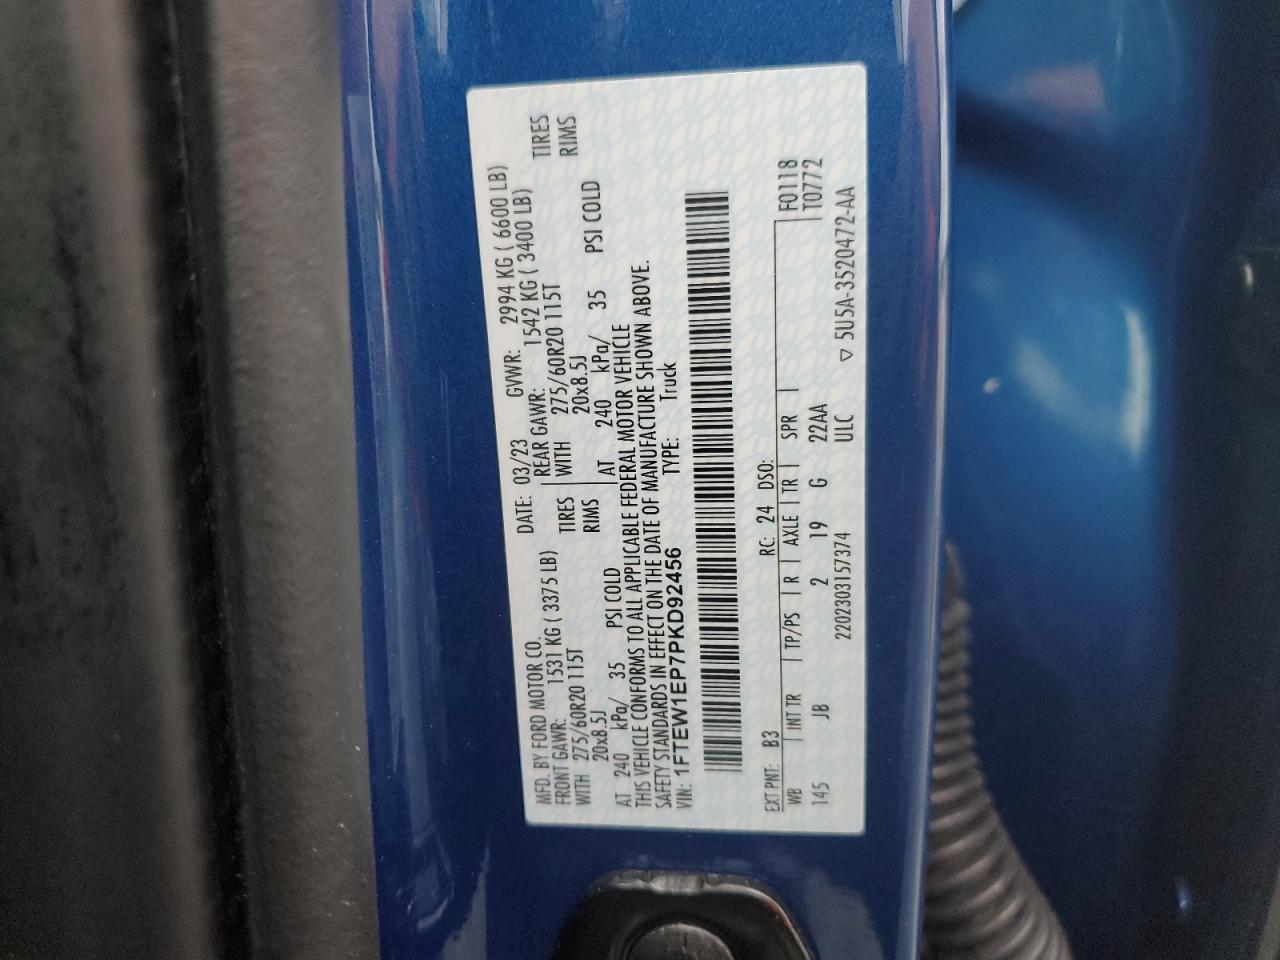 MFD. BY FORD MOTOR CO.
DATE: 03/23 GVWR: 2994 KG ( 6600 LB)
FRONT GAWR: 1531 KG ( 3375 LB) REAR GAWR: 1542 KG ( 3400 LB)
WITH 275/60R20 115T TIRES WITH 275/60R20 115T TIRES
20x8.5J RIMS 20x8.5J RIMS
AT 240 kPa/ 35 PSI COLD AT 240 kPa/ 35 PSI COLD
THIS VEHICLE CONFORMS TO ALL APPLICABLE FEDERAL MOTOR VEHICLE
SAFETY STANDARDS IN EFFECT ON THE DATE OF MANUFACTURE SHOWN ABOVE.
VIN: 1FTEW1EP7PKD92456 TYPE: Truck
EXT PNT: B3 RC: 24 DSO:
WB INT TR TP/PS R AXLE TR SPR F0118
145 JB 2 19 G 22AA T0772
220230315​7374 ULC ▽ 5U5A-3520472-AA